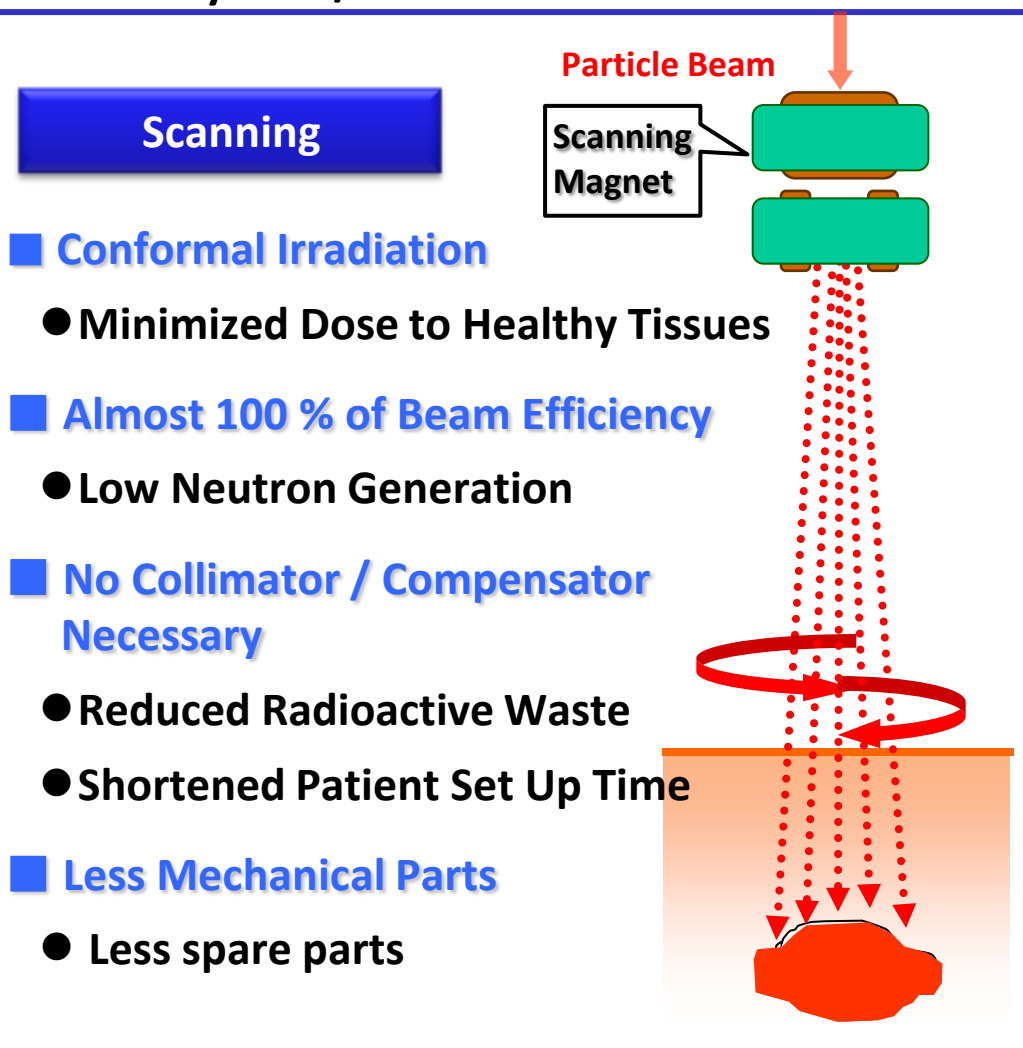 Particle Beam
Scanning
Scanning
Magnet
■ Conformal Irradiation
● Minimized Dose to Healthy Tissues
■ Almost 100 % of Beam Efficiency
● Low Neutron Generation
■ No Collimator / Compensator
Necessary
● Reduced Radioactive Waste
● Shortened Patient Set Up Time
■ Less Mechanical Parts
● Less spare parts